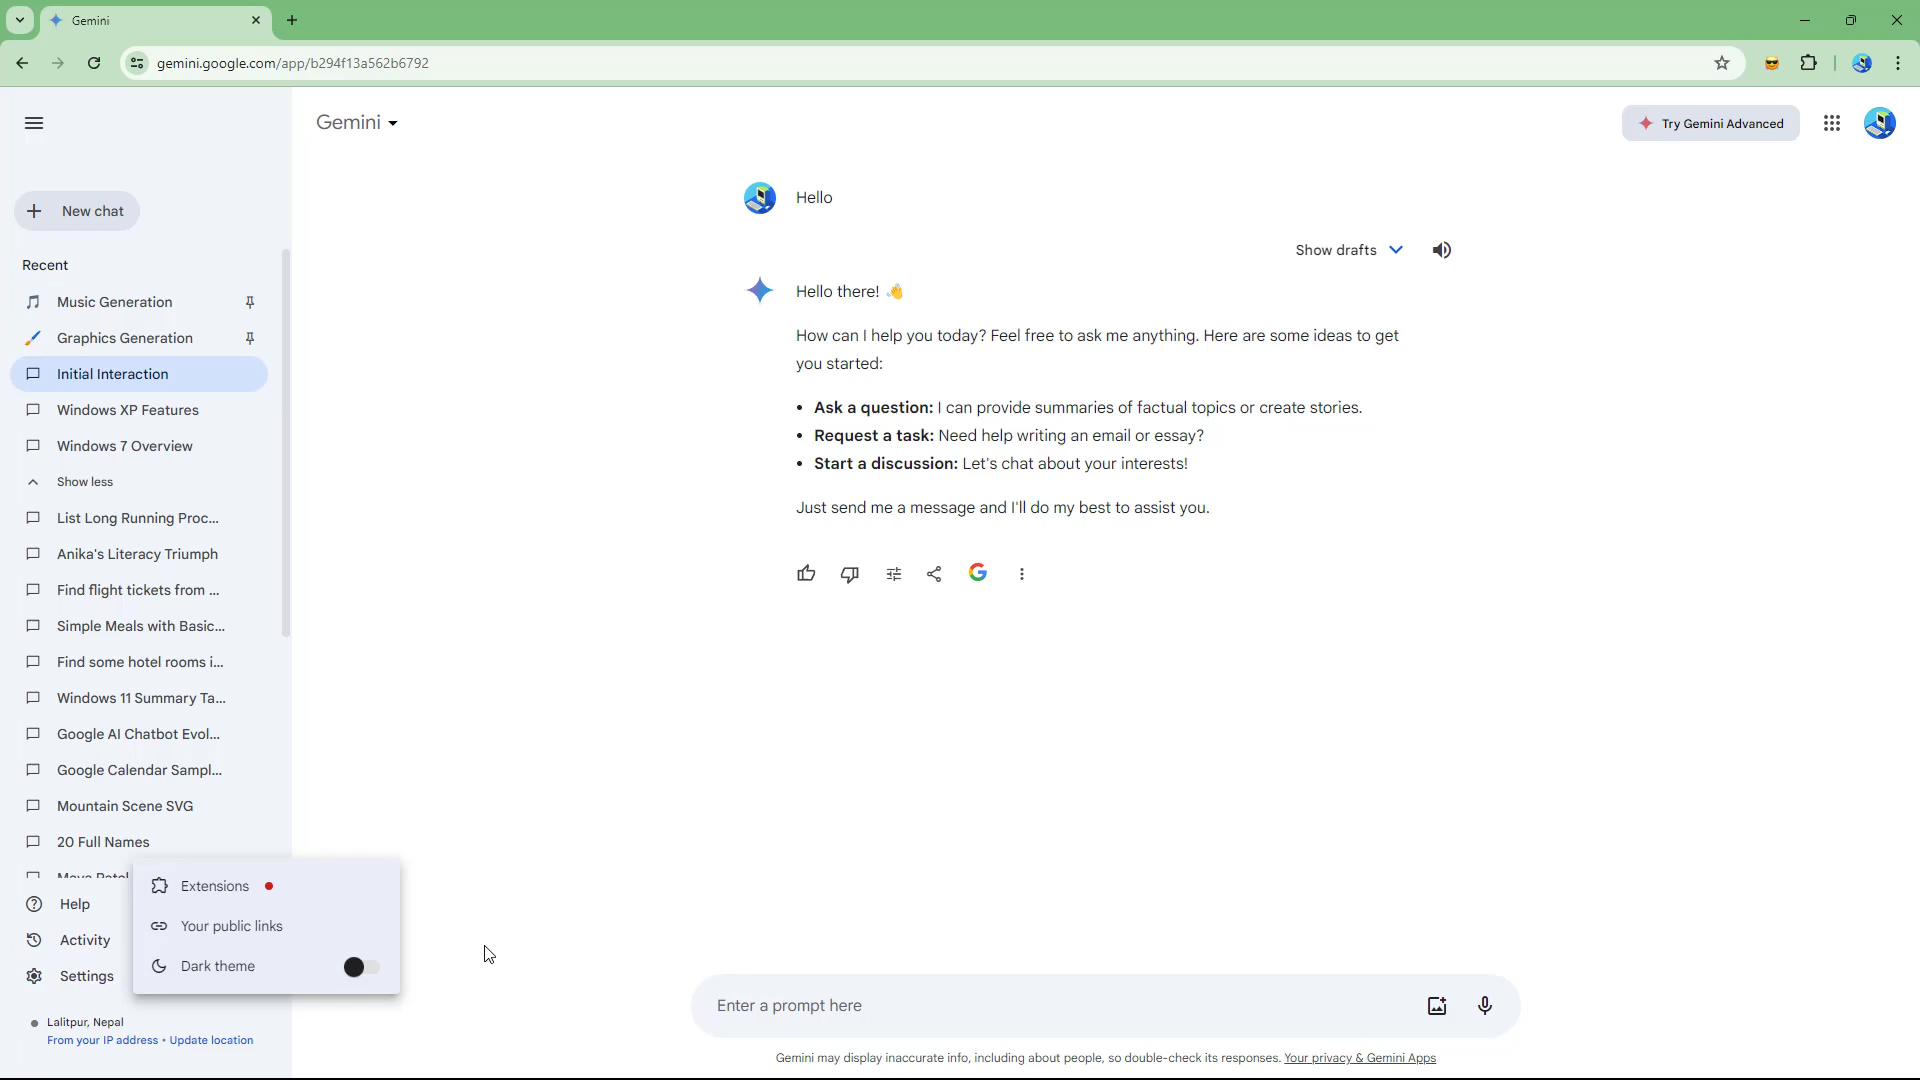 Gemini
gemini.google.com/app/b294f13a562b6792
Gemini
Try Gemini Advanced
New chat
Recent
Music Generation
Graphics Generation
Initial Interaction
Windows XP Features
Windows 7 Overview
Show less
List Long Running Proc...
Anika's Literacy Triumph
Find flight tickets from ...
Simple Meals with Basic...
Find some hotel rooms i...
Windows 11 Summary Ta...
Google AI Chatbot Evol...
Google Calendar Sampl...
Mountain Scene SVG
20 Full Names
Maya Patel
Help
Activity
Settings
Extensions
Your public links
Dark theme
Lalitpur, Nepal
From your IP address • Update location
Hello
Show drafts
Hello there! 👋
How can I help you today? Feel free to ask me anything. Here are some ideas to get
you started:
• Ask a question: I can provide summaries of factual topics or create stories.
• Request a task: Need help writing an email or essay?
• Start a discussion: Let's chat about your interests!
Just send me a message and I'll do my best to assist you.
Enter a prompt here
Gemini may display inaccurate info, including about people, so double-check its responses. Your privacy & Gemini Apps